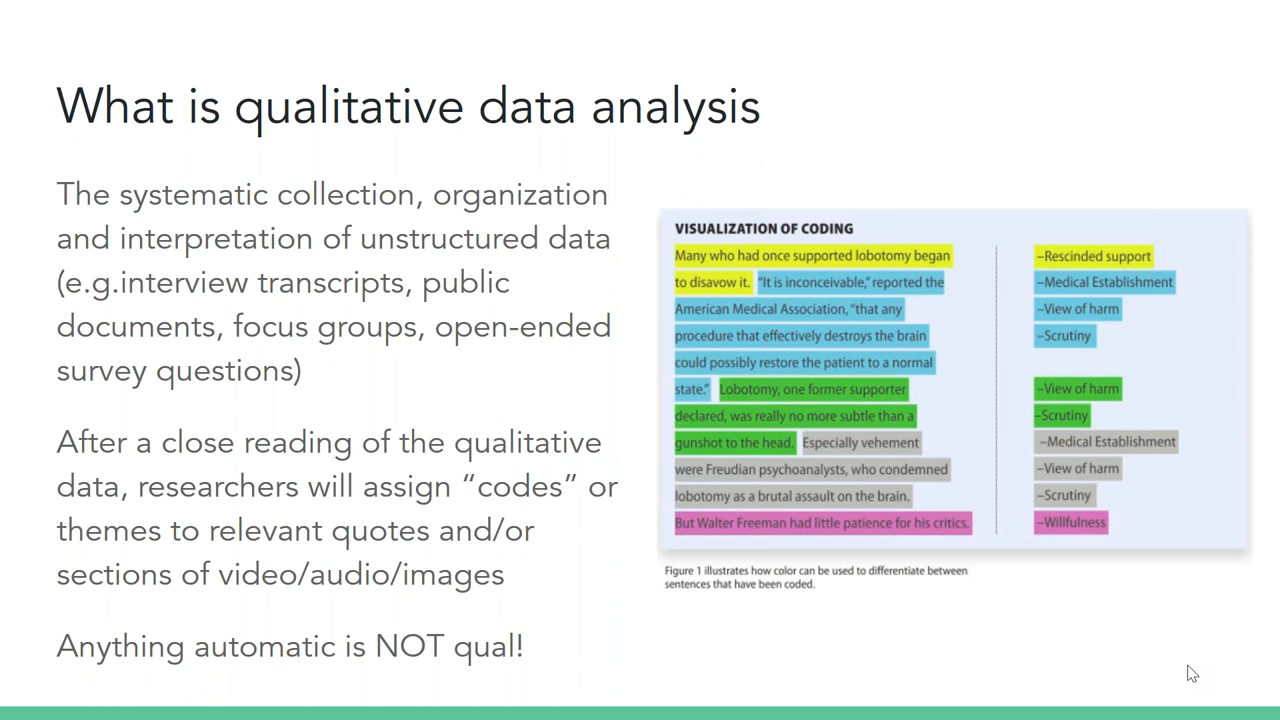 What is qualitative data analysis
The systematic collection, organization
and interpretation of unstructured data
(e.g.interview transcripts, public
documents, focus groups, open-ended
survey questions)
After a close reading of the qualitative
data, researchers will assign “codes” or
themes to relevant quotes and/or
sections of video/audio/images
Anything automatic is NOT qual!
VISUALIZATION OF CODING
Many who had once supported lobotomy began
to disavow it. “It is inconceivable,” reported the
American Medical Association, “that any
procedure that effectively destroys the brain
could possibly restore the patient to a normal
state.” Lobotomy, one former supporter
declared, was really no more subtle than a
gunshot to the head. Especially vehement
were Freudian psychoanalysts, who condemned
lobotomy as a brutal assault on the brain.
But Walter Freeman had little patience for his critics.
–Rescinded support
–Medical Establishment
–View of harm
–Scrutiny
–View of harm
–Scrutiny
–Medical Establishment
–View of harm
–Scrutiny
–Willfulness
Figure 1 illustrates how color can be used to differentiate between
sentences that have been coded.